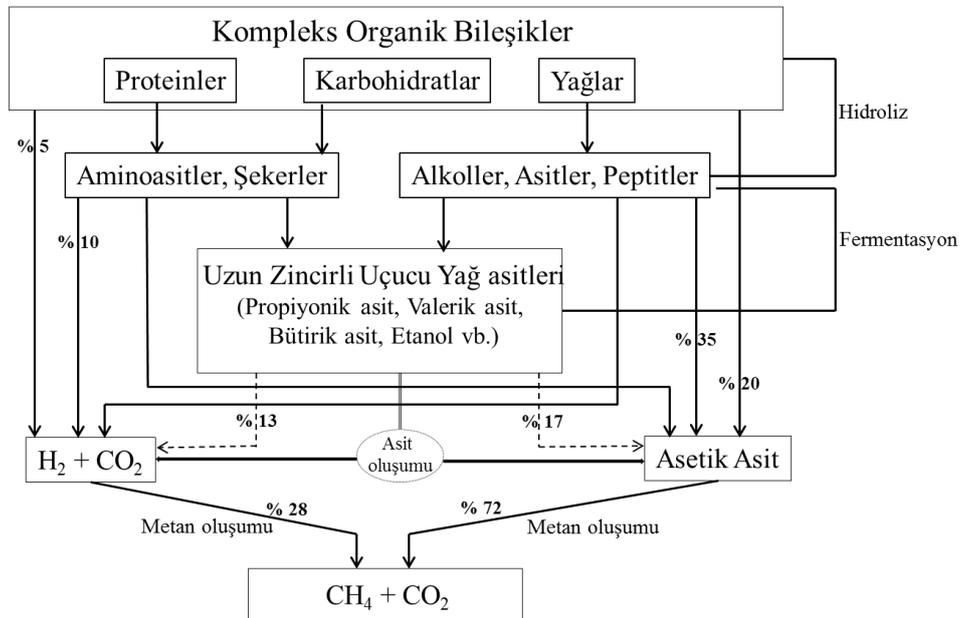 Kompleks Organik Bileşikler
Proteinler
Karbohidratlar
Yağlar
Hidroliz
% 5
Aminoasitler, Şekerler
Alkoller, Asitler, Peptitler
% 10
Fermentasyon
Uzun Zincirli Uçucu Yağ asitleri
(Propiyonik asit, Valerik asit,
Bütirik asit, Etanol vb.)
% 35
% 20
% 13
% 17
H₂ + CO₂
Asit
oluşumu
Asetik Asit
% 28
% 72
Metan oluşumu
Metan oluşumu
CH₄ + CO₂